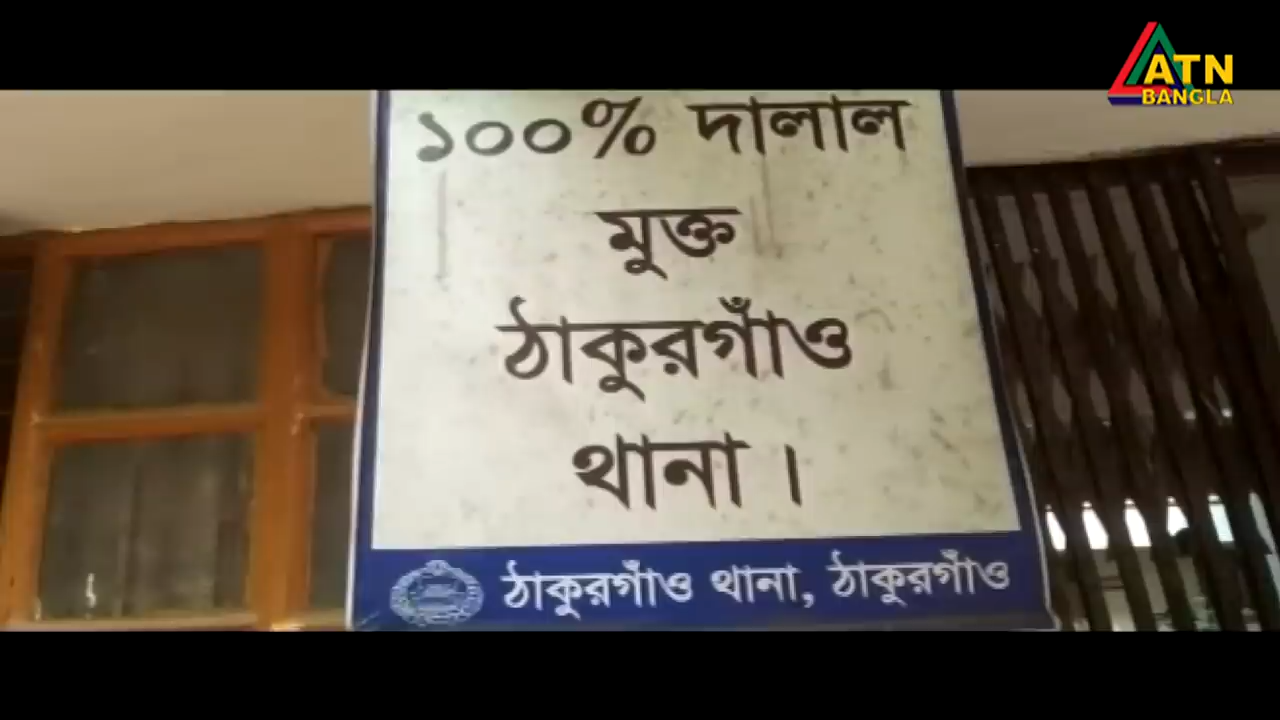 ATN
BANGLA
১০০% দালাল
মুক্ত
ঠাকুরগাঁও
থানা ।
ঠাকুরগাঁও থানা, ঠাকুরগাঁও